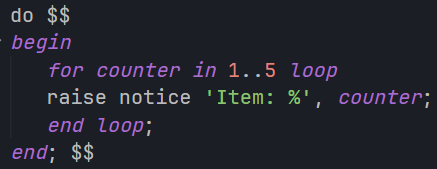 do $$
begin
for counter in 1..5 loop
raise notice 'Item: %', counter;
end loop;
end; $$